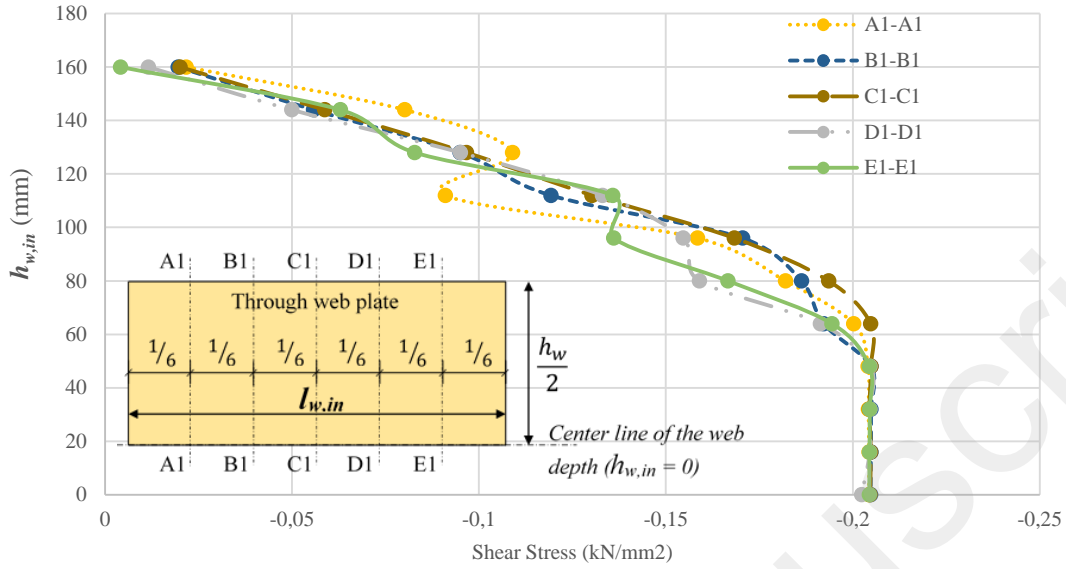 180
160
140
120
100
80
60
40
20
0
h_{w,in} (mm)
0
-0,05
-0,1
-0,15
-0,2
-0,25
Shear Stress (kN/mm2)
A1-A1
B1-B1
C1-C1
D1-D1
E1-E1
A1 B1 C1 D1 E1
Through web plate
1/6 1/6 1/6 1/6 1/6 1/6
l_{w,in}
h_w/2
A1 B1 C1 D1 E1
Center line of the web
depth (h_{w,in} = 0)